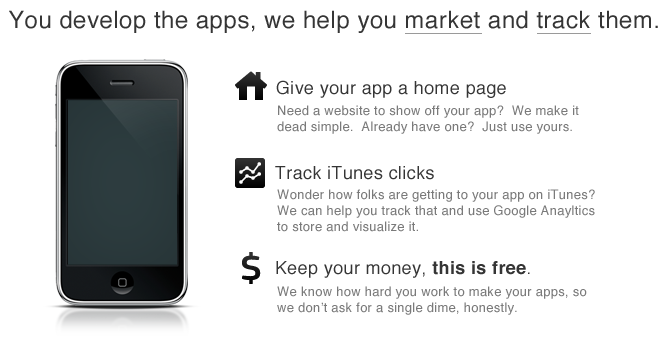 You develop the apps, we help you market and track them.
Give your app a home page
Need a website to show off your app? We make it
dead simple. Already have one? Just use yours.
Track iTunes clicks
Wonder how folks are getting to your app on iTunes?
We can help you track that and use Google Anayltics
to store and visualize it.
$
Keep your money, this is free.
We know how hard you work to make your apps, so
we don't ask for a single dime, honestly.